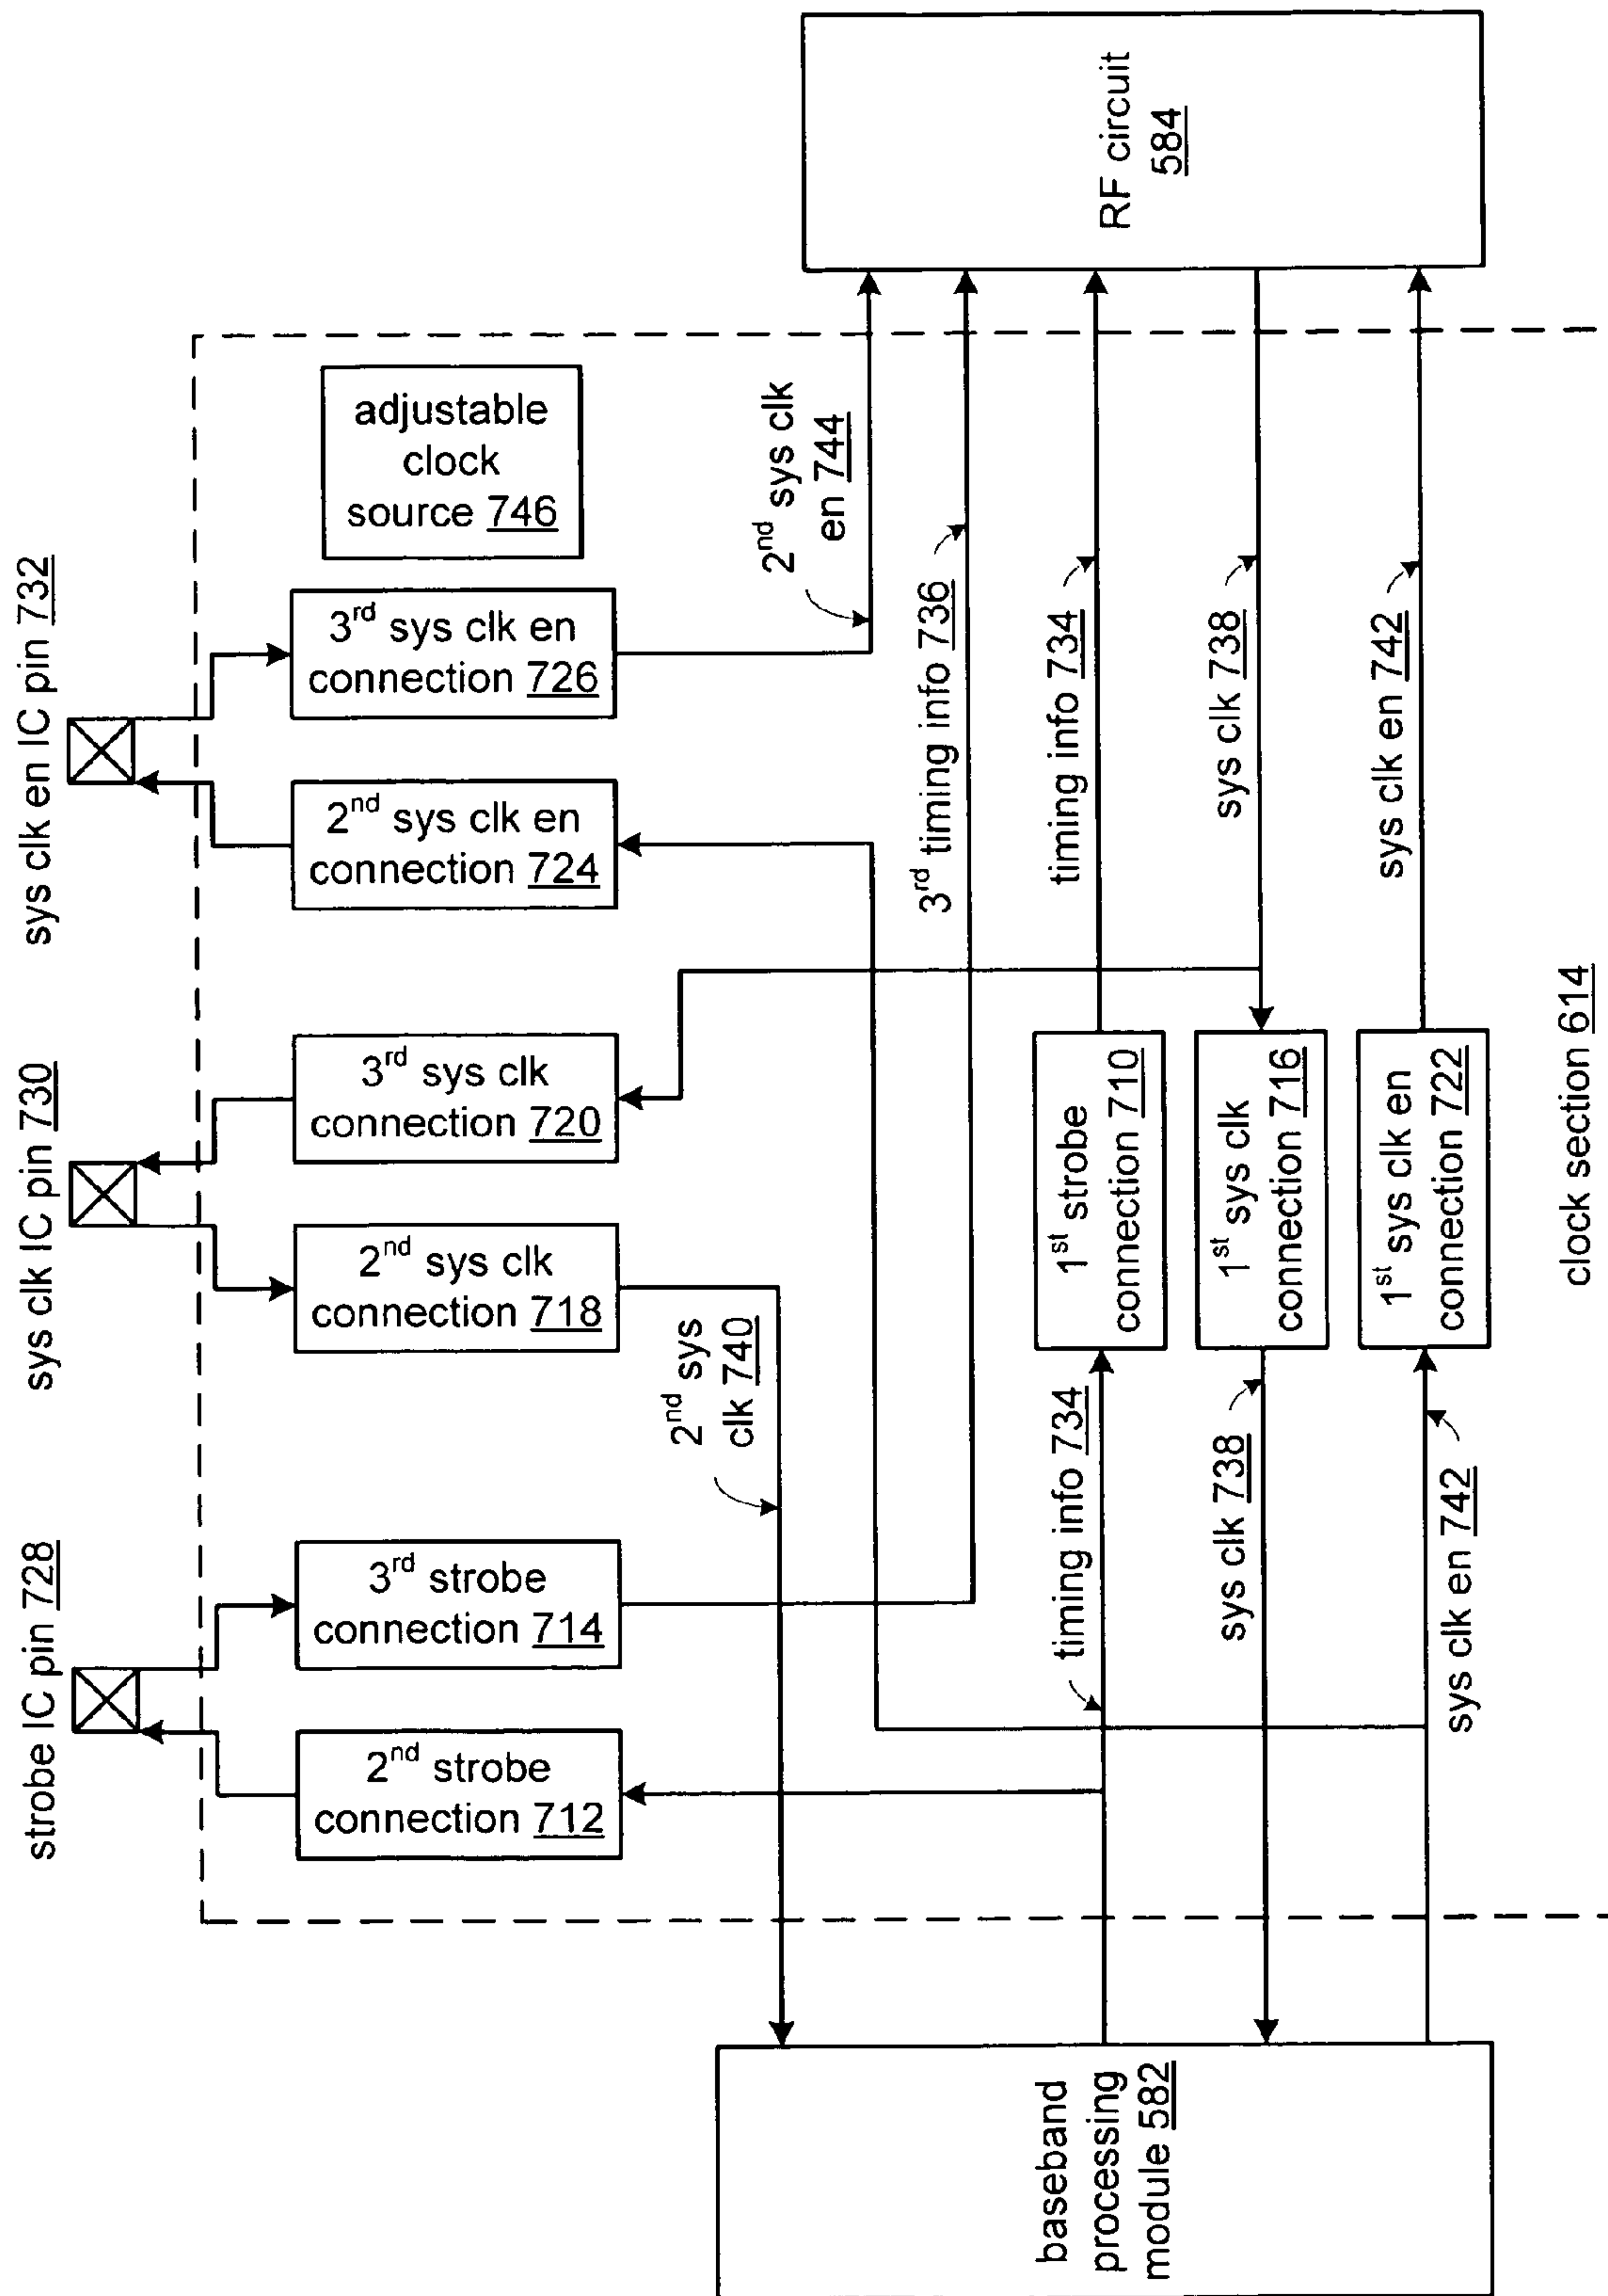 sys clk en IC pin 732
sys clk IC pin 730
strobe IC pin 728
adjustable
clock
source 746
3rd sys clk en
connection 726
2nd sys clk en
connection 724
3rd sys clk
connection 720
2nd sys clk
connection 718
3rd strobe
connection 714
2nd strobe
connection 712
2nd sys clk
en 744
3rd timing info 736
timing info 734
sys clk 738
sys clk en 742
RF circuit
584
2nd sys
clk 740
1st strobe
connection 710
1st sys clk
connection 716
1st sys clk en
connection 722
timing info 734
sys clk 738
sys clk en 742
clock section 614
baseband
processing
module 582